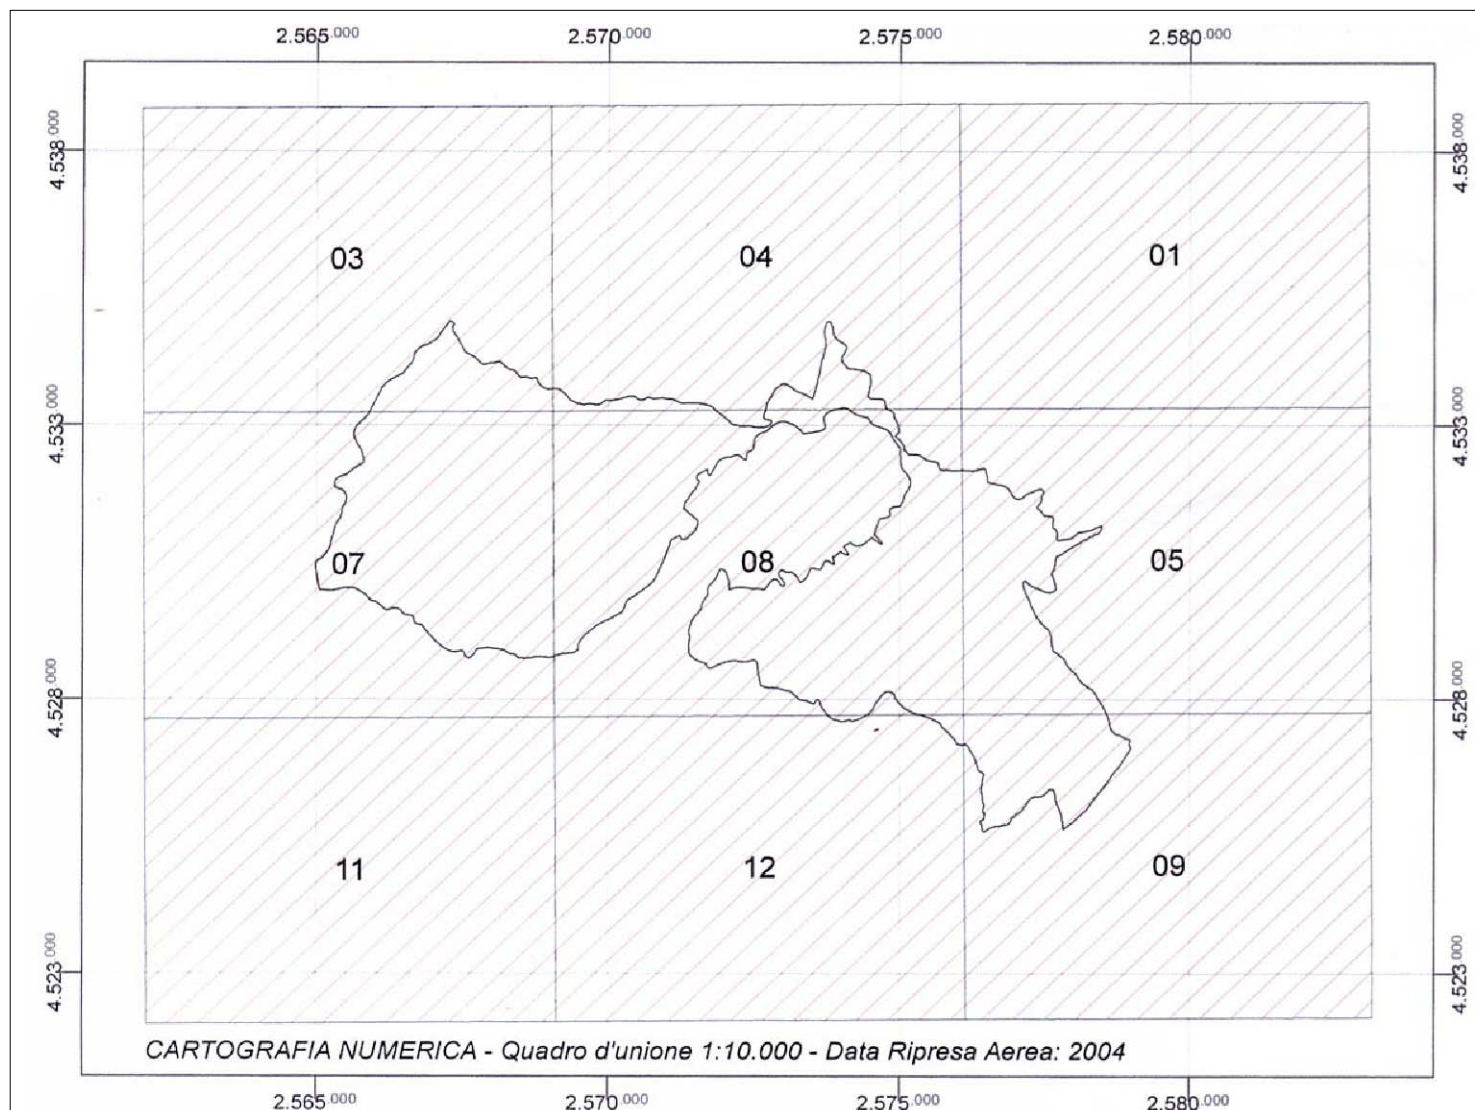 2.565.000 2.570.000 2.575.000 2.580.000
4.538.000 4.538.000
03 04 01
4.533.000 4.533.000
07 08 05
4.528.000 4.528.000
11 12 09
4.523.000 4.523.000
CARTOGRAFIA NUMERICA - Quadro d'unione 1:10.000 - Data Ripresa Aerea: 2004
2.565.000 2.570.000 2.575.000 2.580.000